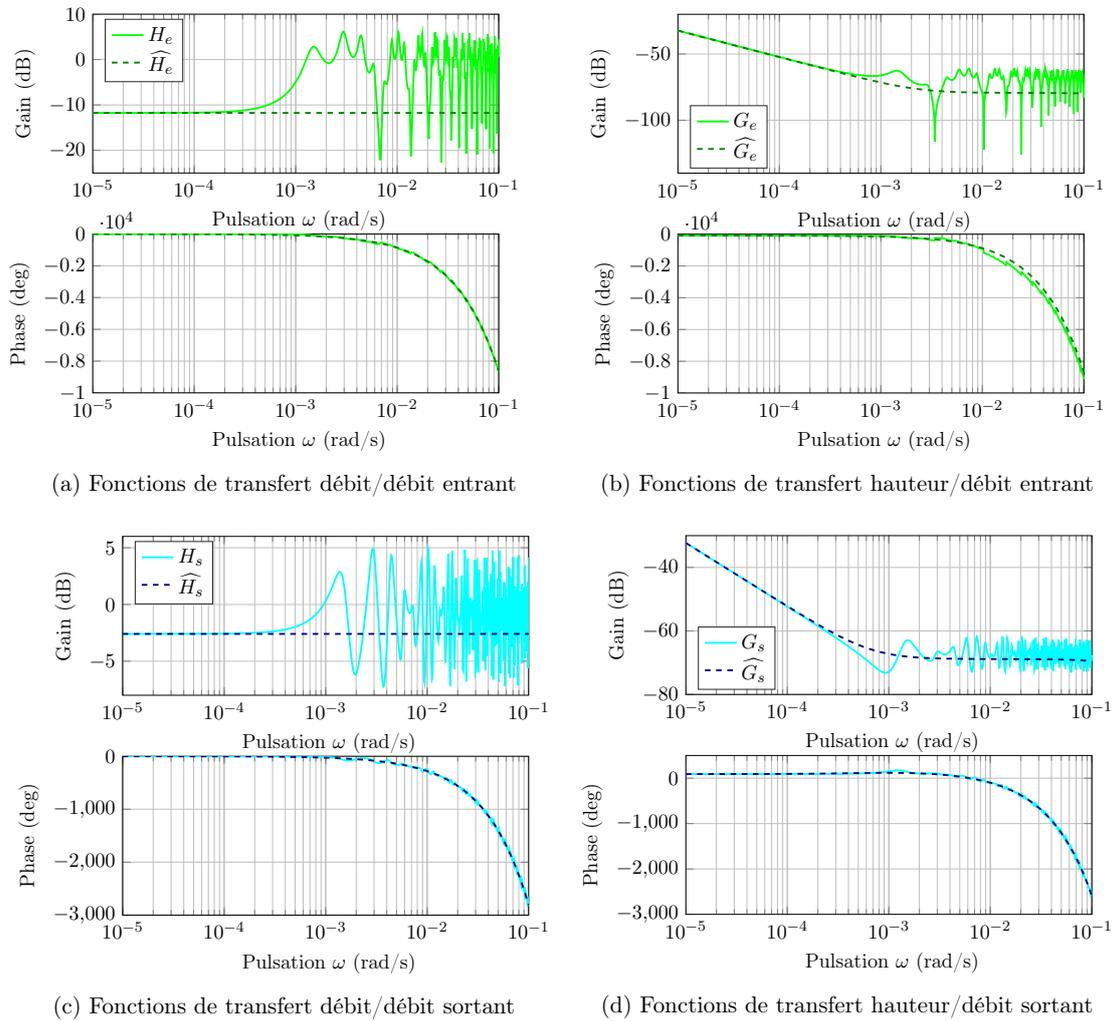 10
0
−10
−20
Gain (dB)
H_e
\widehat{H_e}
10^{−5} 10^{−4} 10^{−3} 10^{−2} 10^{−1}
Pulsation ω (rad/s)
·10^4
0
−0.2
−0.4
−0.6
−0.8
−1
Phase (deg)
10^{−5} 10^{−4} 10^{−3} 10^{−2} 10^{−1}
Pulsation ω (rad/s)
(a) Fonctions de transfert débit/débit entrant
−50
−100
Gain (dB)
G_e
\widehat{G_e}
10^{−5} 10^{−4} 10^{−3} 10^{−2} 10^{−1}
Pulsation ω (rad/s)
·10^4
0
−0.2
−0.4
−0.6
−0.8
−1
Phase (deg)
10^{−5} 10^{−4} 10^{−3} 10^{−2} 10^{−1}
Pulsation ω (rad/s)
(b) Fonctions de transfert hauteur/débit entrant
5
0
−5
Gain (dB)
H_s
\widehat{H_s}
10^{−5} 10^{−4} 10^{−3} 10^{−2} 10^{−1}
Pulsation ω (rad/s)
0
−1,000
−2,000
−3,000
Phase (deg)
10^{−5} 10^{−4} 10^{−3} 10^{−2} 10^{−1}
Pulsation ω (rad/s)
(c) Fonctions de transfert débit/débit sortant
−40
−60
−80
Gain (dB)
G_s
\widehat{G_s}
10^{−5} 10^{−4} 10^{−3} 10^{−2} 10^{−1}
Pulsation ω (rad/s)
0
−1,000
−2,000
−3,000
Phase (deg)
10^{−5} 10^{−4} 10^{−3} 10^{−2} 10^{−1}
Pulsation ω (rad/s)
(d) Fonctions de transfert hauteur/débit sortant